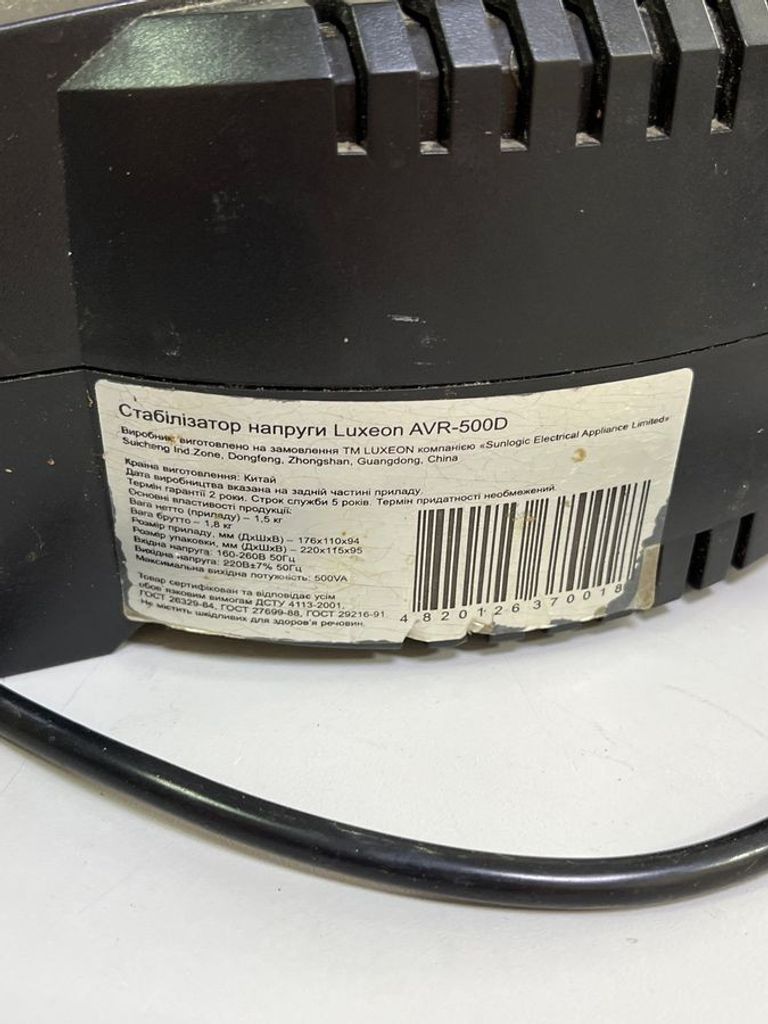 Стабілізатор напруги Luxeon AVR-500D
Виробник: виготовлено на замовлення ТМ LUXEON компанією «Sunlogic Electrical Appliance Limited»
Suicheng Ind.Zone, Dongfeng, Zhongshan, Guangdong, China
Країна виготовлення: Китай
Дата виробництва вказана на задній частині приладу.
Термін гарантії 2 роки. Строк служби 5 років. Термін придатності необмежений.
Основні властивості продукції:
Вага нетто (приладу) – 1,5 кг
Вага брутто – 1,8 кг
Розмір приладу, мм (ДхШхВ) – 176х110х94
Розмір упаковки, мм (ДхШхВ) – 220х115х95
Вхідна напруга: 160-260В 50Гц
Вихідна напруга: 220В±7% 50Гц
Максимальна вихідна потужність: 500VA
Товар сертифікован та відповідає усім
обов'язковим вимогам ДСТУ 4113-2001,
ГОСТ 26329-84, ГОСТ 27699-88, ГОСТ 29216-91.
Не містить шкідливих для здоров'я речовин.
4 820126 370018